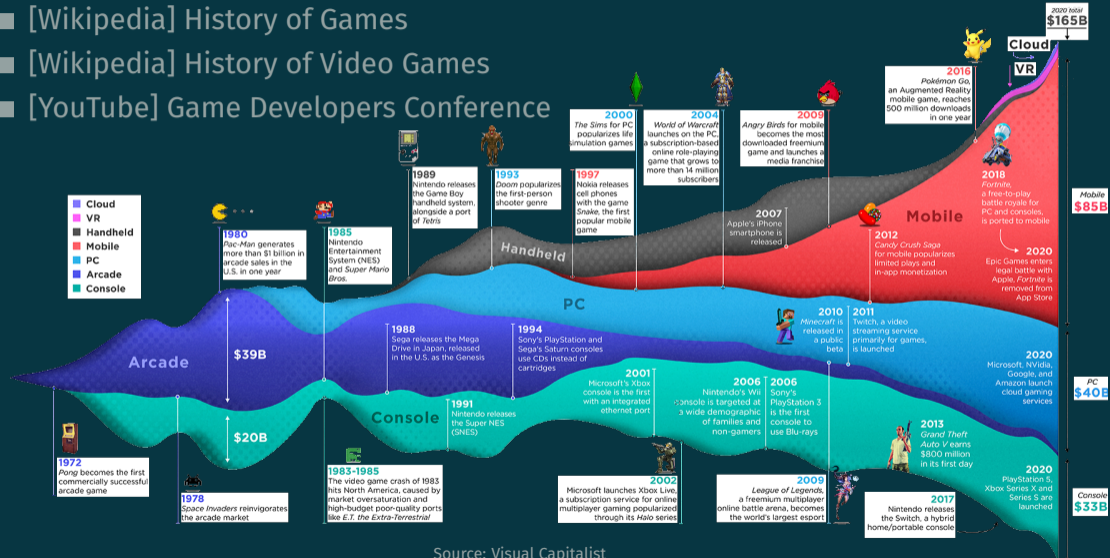 [Wikipedia] History of Games
[Wikipedia] History of Video Games
[YouTube] Game Developers Conference
2020 total
$165B
Cloud
VR
2016
Pokémon Go,
an Augmented Reality
mobile game, reaches
500 million downloads
in one year
2000
The Sims for PC
popularizes life
simulation games
2004
World of Warcraft
launches on the PC,
a subscription-based
online role-playing
game that grows to
more than 14 million
subscribers
2009
Angry Birds for mobile
becomes the most
downloaded freemium
game and launches a
media franchise
1989
Nintendo releases
the Game Boy
handheld system,
alongside a port
of Tetris
1993
Doom popularizes
the first-person
shooter genre
1997
Nokia releases
cell phones
with the game
Snake, the first
popular mobile
game
2018
Fortnite,
a free-to-play
battle royale for
PC and consoles,
is ported to mobile
Mobile
$85B
Cloud
VR
Handheld
Mobile
PC
Arcade
Console
1980
Pac-Man generates
more than $1 billion in
arcade sales in the
U.S. in one year
1985
Nintendo
Entertainment
System (NES)
and Super Mario
Bros.
2007
Apple's iPhone
smartphone is
released
Mobile
2012
Candy Crush Saga
for mobile popularizes
limited plays and
in-app monetization
2020
Epic Games enters
legal battle with
Apple, Fortnite is
removed from
App Store
Handheld
PC
2010
Minecraft is
released in
a public
beta
2011
Twitch, a video
streaming service
primarily for games,
is launched
Arcade
$39B
1988
Sega releases the Mega
Drive in Japan, released
in the U.S. as the Genesis
1994
Sony's PlayStation and
Sega's Saturn consoles
use CDs instead of
cartridges
2020
Microsoft, NVidia,
Google, and
Amazon launch
cloud gaming
services
PC
$40B
2001
Microsoft's Xbox
console is the first
with an integrated
ethernet port
2006
Nintendo's Wii
console is targeted at
a wide demographic
of families and
non-gamers
2006
Sony's
PlayStation 3
is the first
console to
use Blu-rays
Console
1991
Nintendo releases
the Super NES
(SNES)
$20B
2013
Grand Theft
Auto V earns
$800 million
in its first day
1972
Pong becomes the first
commercially successful
arcade game
1978
Space Invaders reinvigorates
the arcade market
1983-1985
The video game crash of 1983
hits North America, caused by
market oversaturation and
high-budget poor-quality ports
like E.T. the Extra-Terrestrial
2002
Microsoft launches Xbox Live,
a subscription service for online
multiplayer gaming popularized
through its Halo series
2009
League of Legends,
a freemium multiplayer
online battle arena, becomes
the world's largest esport
2017
Nintendo releases
the Switch, a hybrid
home/portable console
2020
PlayStation 5,
Xbox Series X and
Series S are
launched
Console
$33B
Source: Visual Capitalist